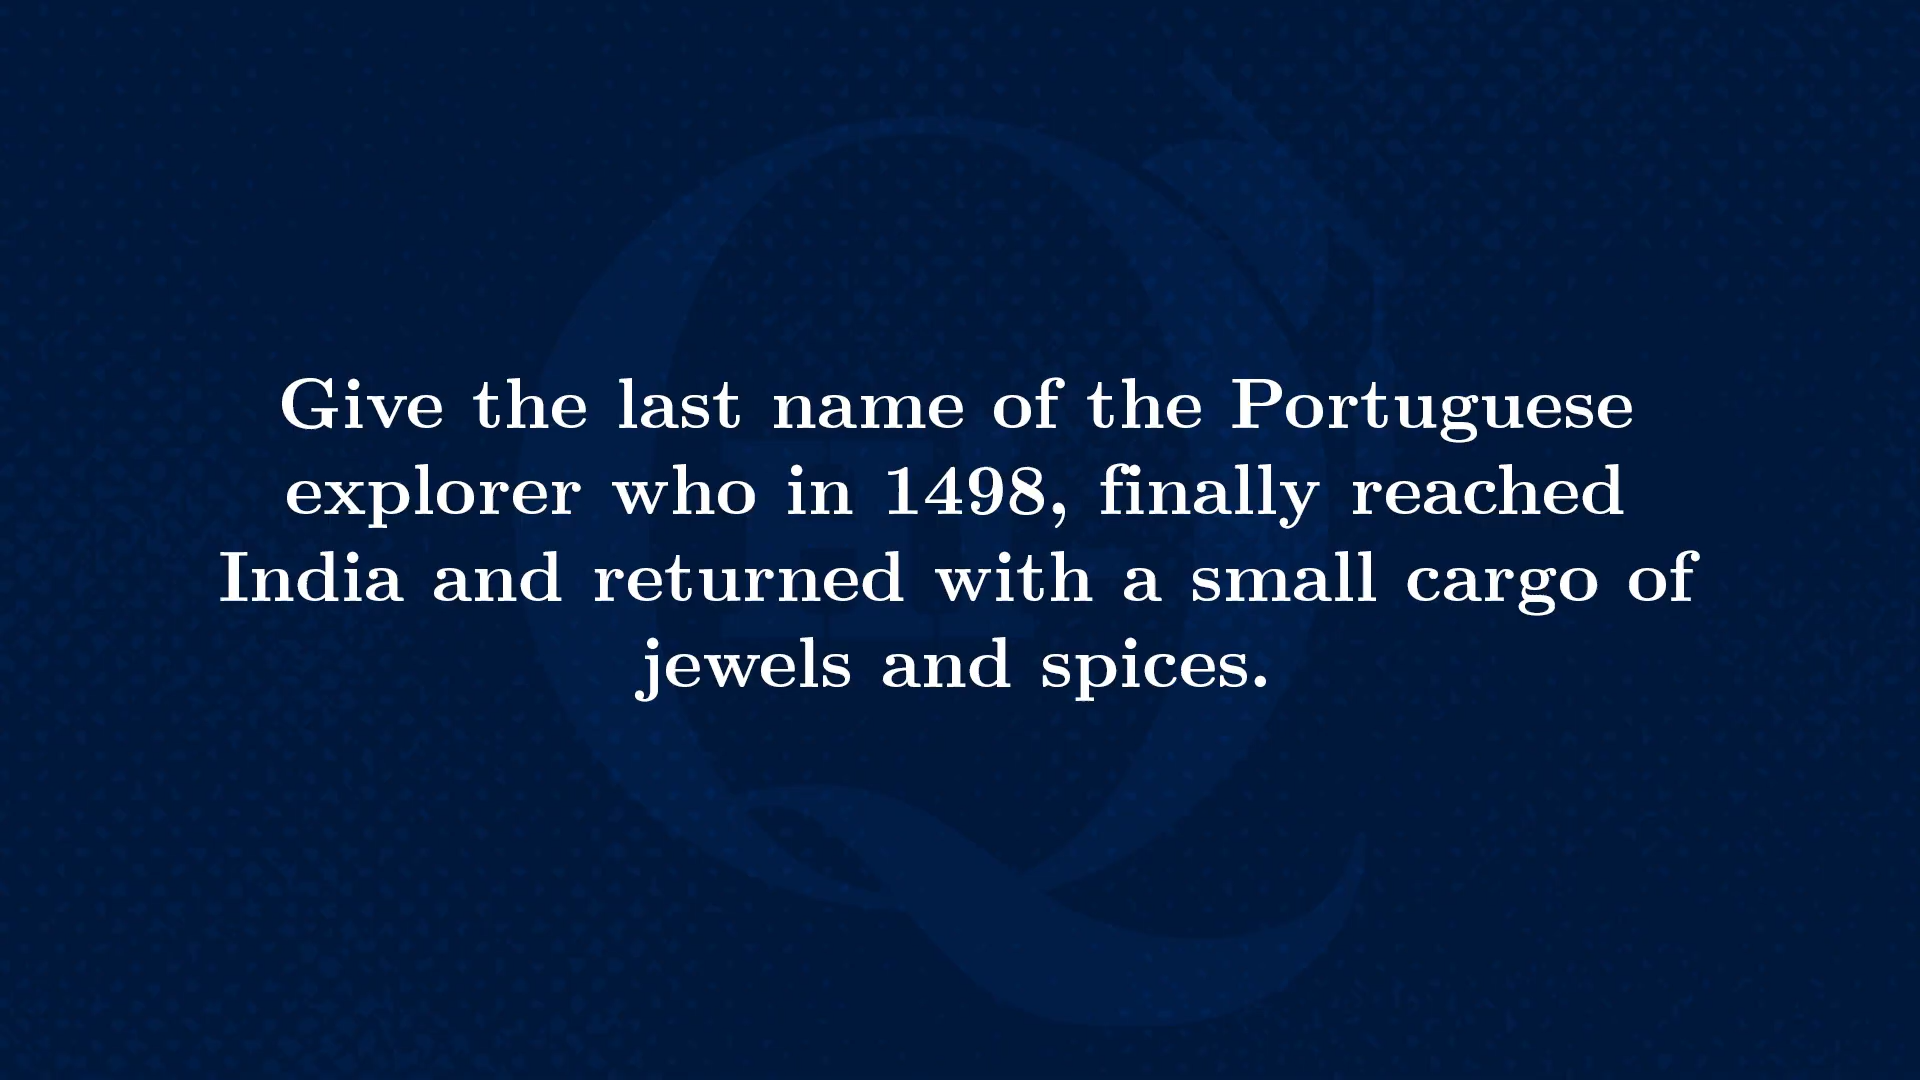 Give the last name of the Portuguese
explorer who in 1498, finally reached
India and returned with a small cargo of
jewels and spices.